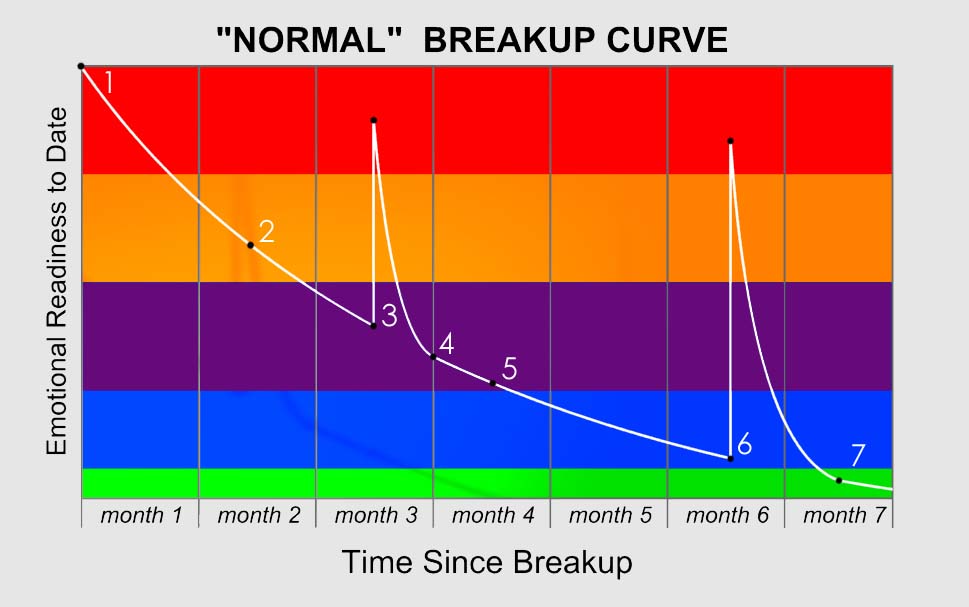 "NORMAL" BREAKUP CURVE
Emotional Readiness to Date
1
2
3
4
5
6
7
month 1 month 2 month 3 month 4 month 5 month 6 month 7
Time Since Breakup